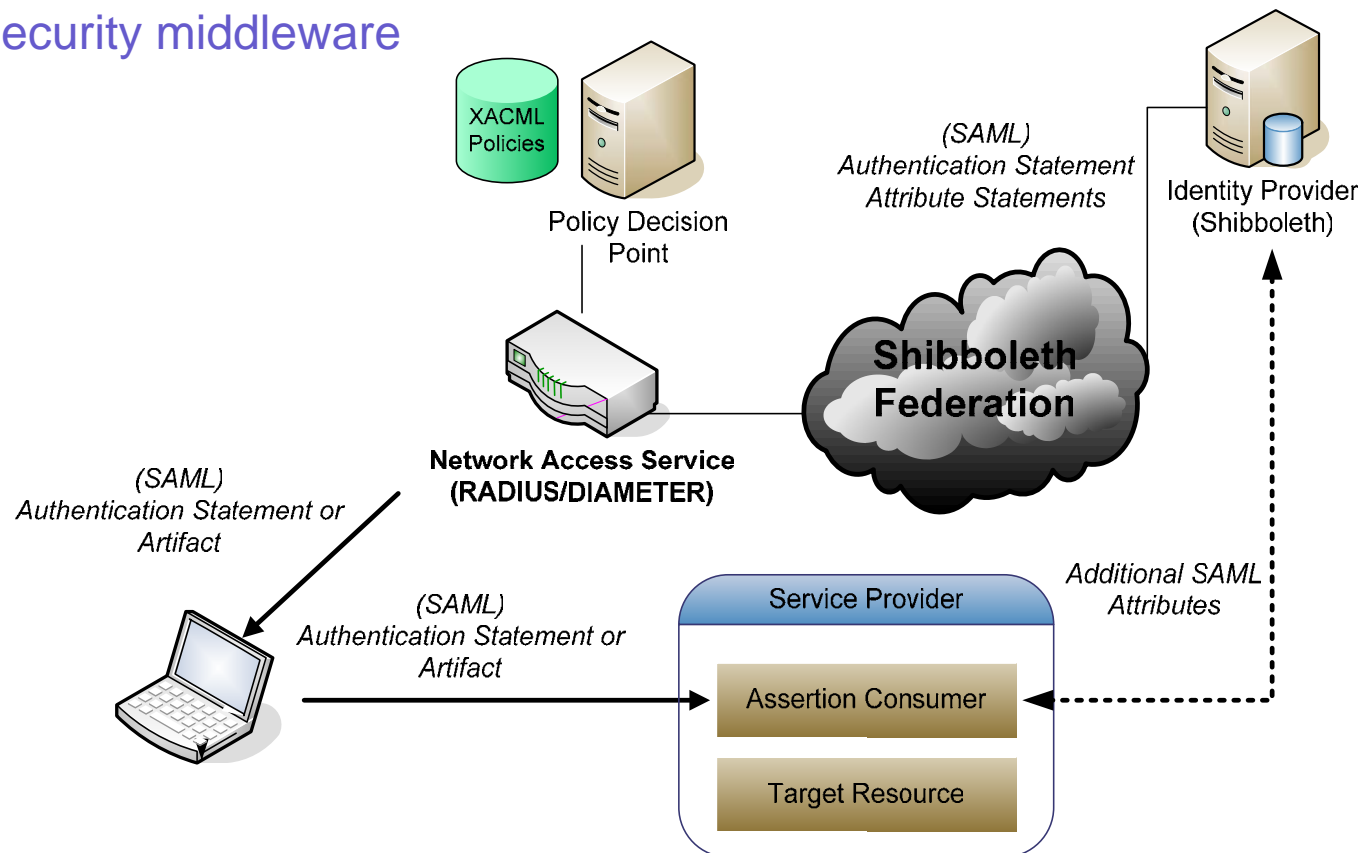 ecurity middleware
XACML
Policies
Policy Decision
Point
(SAML)
Authentication Statement
Attribute Statements
Identity Provider
(Shibboleth)
Shibboleth
Federation
Network Access Service
(RADIUS/DIAMETER)
(SAML)
Authentication Statement or
Artifact
(SAML)
Authentication Statement or
Artifact
Service Provider
Assertion Consumer
Target Resource
Additional SAML
Attributes